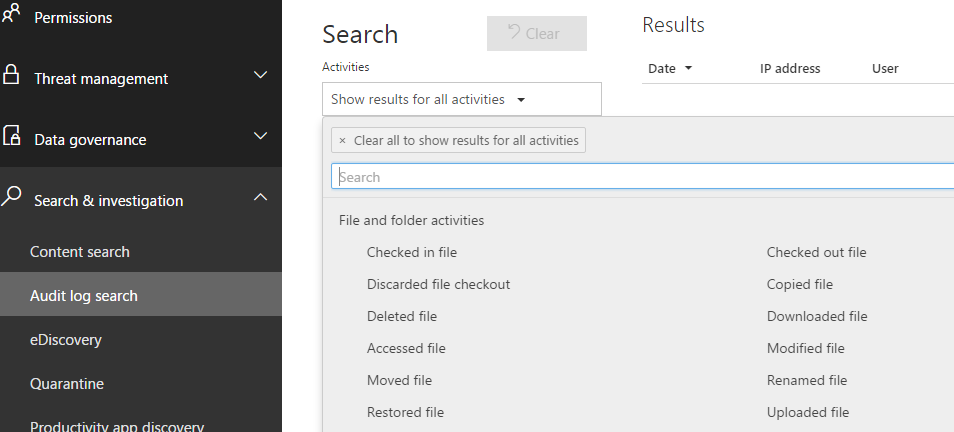 Permissions
Threat management
Data governance
Search & investigation
Content search
Audit log search
eDiscovery
Quarantine
Productivity app discovery
Search
Clear
Activities
Show results for all activities
× Clear all to show results for all activities
Search
File and folder activities
Checked in file
Checked out file
Discarded file checkout
Copied file
Deleted file
Downloaded file
Accessed file
Modified file
Moved file
Renamed file
Restored file
Uploaded file
Results
Date IP address User